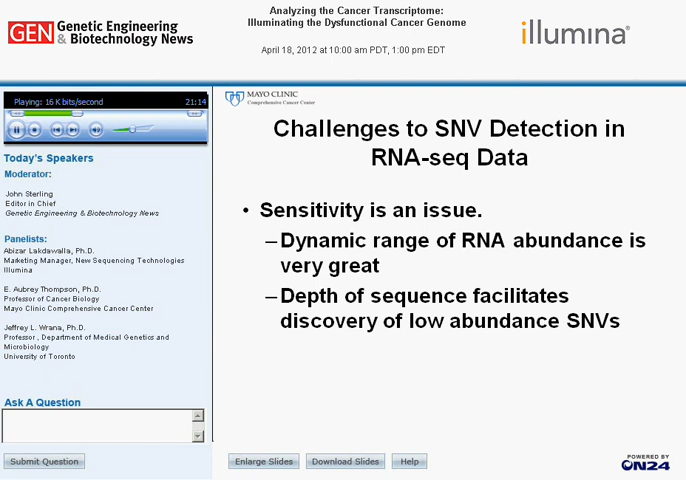 GEN Genetic Engineering
& Biotechnology News
Analyzing the Cancer Transcriptome:
Illuminating the Dysfunctional Cancer Genome
April 18, 2012 at 10:00 am PDT, 1:00 pm EDT
illumina®
Playing: 16 K bits/second 21:14
Today's Speakers
Moderator:
John Sterling
Editor in Chief
Genetic Engineering & Biotechnology News
Panelists:
Abizar Lakdawalla, Ph.D.
Marketing Manager, New Sequencing Technologies
Illumina
E. Aubrey Thompson, Ph.D.
Professor of Cancer Biology
Mayo Clinic Comprehensive Cancer Center
Jeffrey L. Wrana, Ph.D.
Professor , Department of Medical Genetics and
Microbiology
University of Toronto
Ask A Question
Submit Question
MAYO CLINIC
Comprehensive Cancer Center
Challenges to SNV Detection in
RNA-seq Data
• Sensitivity is an issue.
–Dynamic range of RNA abundance is
very great
–Depth of sequence facilitates
discovery of low abundance SNVs
Enlarge Slides Download Slides Help
POWERED BY
ON24